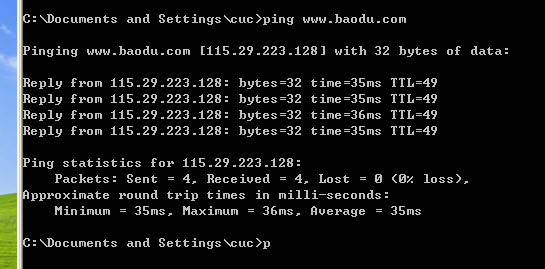 C:\Documents and Settings\cuc>ping www.baodu.com
Pinging www.baodu.com [115.29.223.128] with 32 bytes of data:
Reply from 115.29.223.128: bytes=32 time=35ms TTL=49
Reply from 115.29.223.128: bytes=32 time=35ms TTL=49
Reply from 115.29.223.128: bytes=32 time=36ms TTL=49
Reply from 115.29.223.128: bytes=32 time=35ms TTL=49
Ping statistics for 115.29.223.128:
    Packets: Sent = 4, Received = 4, Lost = 0 (0% loss),
Approximate round trip times in milli-seconds:
    Minimum = 35ms, Maximum = 36ms, Average = 35ms
C:\Documents and Settings\cuc>p